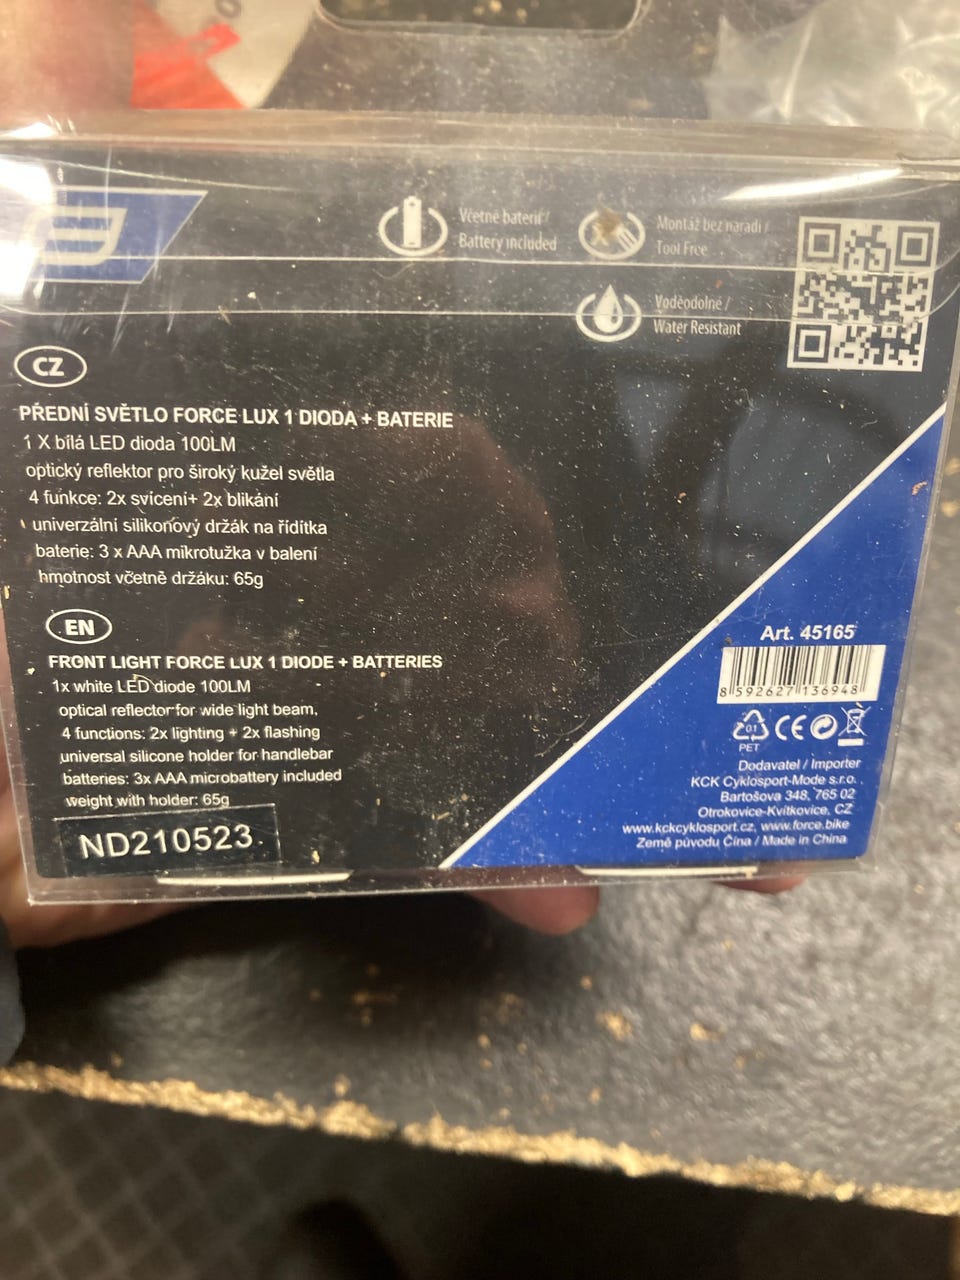 Včetně baterií /
Battery included
Montáž bez nářadí /
Tool Free
Voděodolné /
Water Resistant
CZ
PŘEDNÍ SVĚTLO FORCE LUX 1 DIODA + BATERIE
1 X bílá LED dioda 100LM
optický reflektor pro široký kužel světla
4 funkce: 2x svícení+ 2x blikání
univerzální silikonový držák na řídítka
baterie: 3 x AAA mikrotužka v balení
hmotnost včetně držáku: 65g
EN
FRONT LIGHT FORCE LUX 1 DIODE + BATTERIES
1x white LED diode 100LM
optical reflector for wide light beam,
4 functions: 2x lighting + 2x flashing
universal silicone holder for handlebar
batteries: 3x AAA microbattery included
weight with holder: 65g
ND210523
Art. 45165
8 592627 136948
01
PET
CE
Dodavatel / Importer
KCK Cyklosport-Mode s.r.o.
Bartošova 348, 765 02
Otrokovice-Kvítkovice, CZ
www.kckcyklosport.cz, www.force.bike
Země původu Čína / Made in China